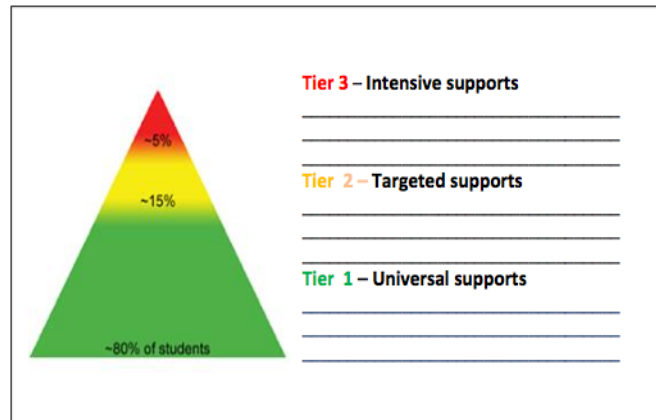 Tier 3 – Intensive supports
~5%
Tier 2 – Targeted supports
~15%
Tier 1 – Universal supports
~80% of students